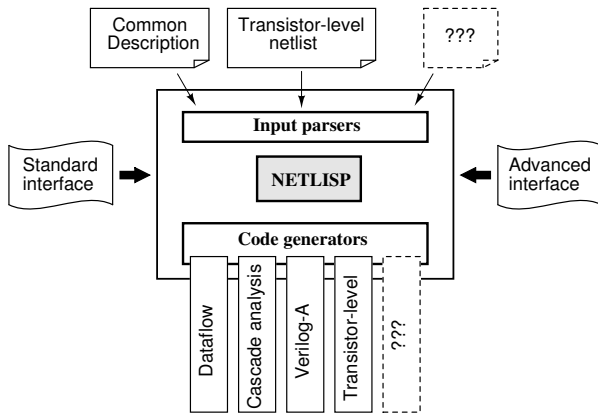 Common
Description
Transistor-level
netlist
???
Input parsers
Standard
interface
NETLISP
Advanced
interface
Code generators
Dataflow
Cascade analysis
Verilog-A
Transistor-level
???